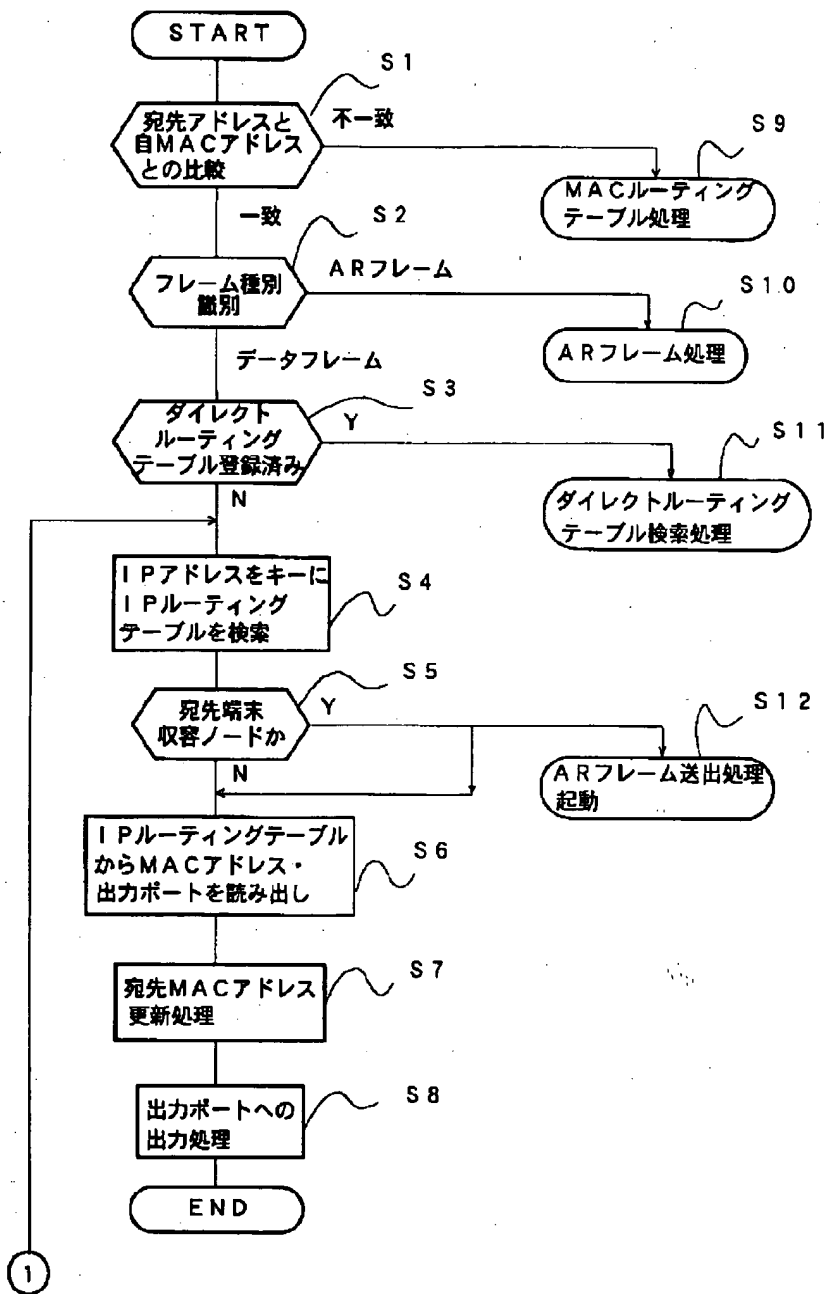 START
S1
宛先アドレスと
自MACアドレス
との比較
不一致
S9
MACルーティング
テーブル処理
一致
S2
フレーム種別
識別
ARフレーム
S10
ARフレーム処理
データフレーム
S3
ダイレクト
ルーティング
テーブル登録済み
Y
S11
ダイレクトルーティング
テーブル検索処理
N
IPアドレスをキーに
IPルーティング
テーブルを検索
S4
S5
宛先端末
収容ノードか
Y
S12
ARフレーム送出処理
起動
N
IPルーティングテーブル
からMACアドレス・
出力ポートを読み出し
S6
宛先MACアドレス
更新処理
S7
出力ポートへの
出力処理
S8
END
1